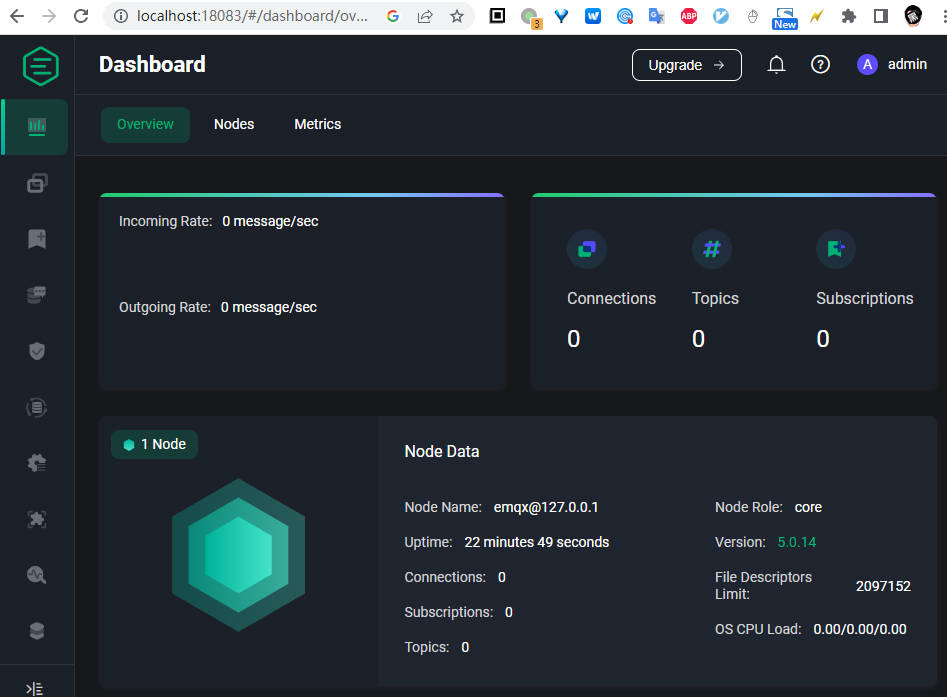 localhost:18083/#/dashboard/ov...
3
W
ABP
New
Dashboard
Upgrade →
?
A
admin
Overview
Nodes
Metrics
Incoming Rate: 0 message/sec
Outgoing Rate: 0 message/sec
Connections
Topics
Subscriptions
0
0
0
1 Node
Node Data
Node Name: emqx@127.0.0.1
Node Role: core
Uptime: 22 minutes 49 seconds
Version: 5.0.14
Connections: 0
File Descriptors
Limit:
2097152
Subscriptions: 0
OS CPU Load: 0.00/0.00/0.00
Topics: 0